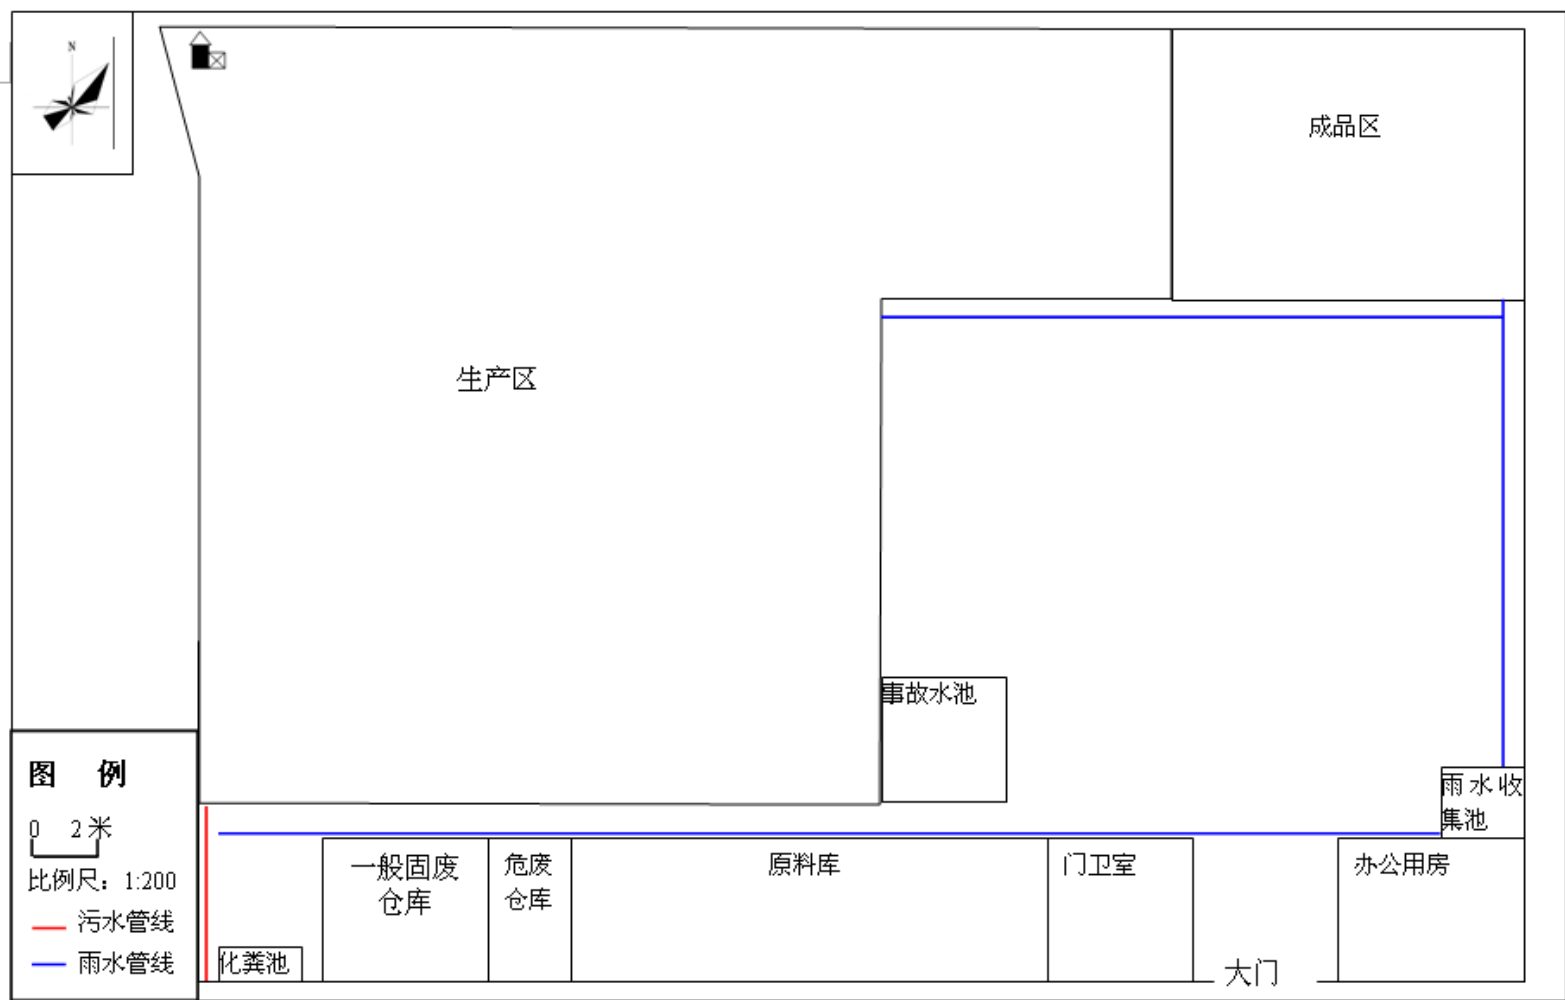 N
成品区
生产区
事故水池
雨水收
集池
图 例
0 2米
比例尺：1:200
污水管线
雨水管线
化粪池
一般固废
仓库
危废
仓库
原料库
门卫室
大门
办公用房